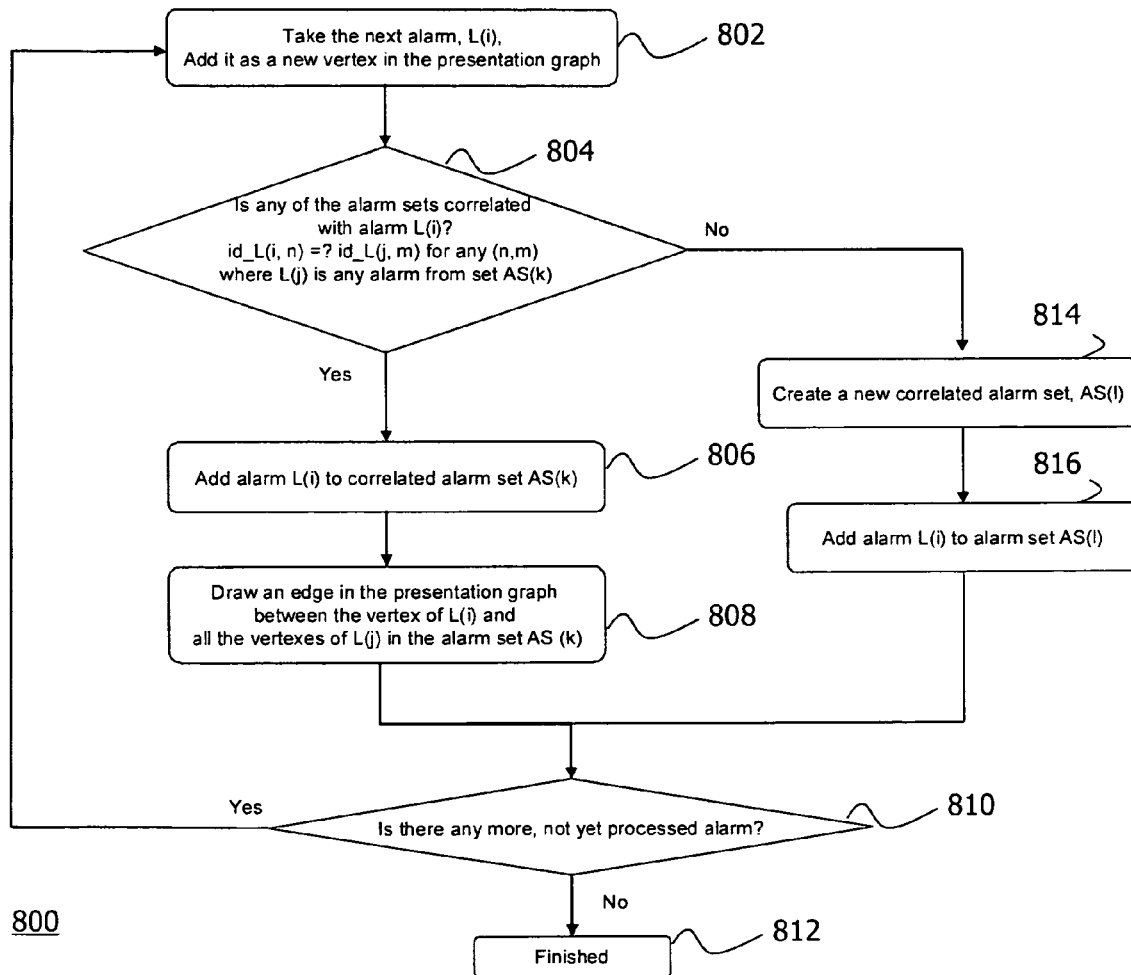 Take the next alarm, L(i),
Add it as a new vertex in the presentation graph
802
804
Is any of the alarm sets correlated
with alarm L(i)?
id_L(i, n) =? id_L(j, m) for any (n,m)
where L(j) is any alarm from set AS(k)
No
Yes
814
Create a new correlated alarm set, AS(l)
806
Add alarm L(i) to correlated alarm set AS(k)
816
Add alarm L(i) to alarm set AS(l)
Draw an edge in the presentation graph
between the vertex of L(i) and
all the vertexes of L(j) in the alarm set AS (k)
808
Yes
810
Is there any more, not yet processed alarm?
No
800
812
Finished